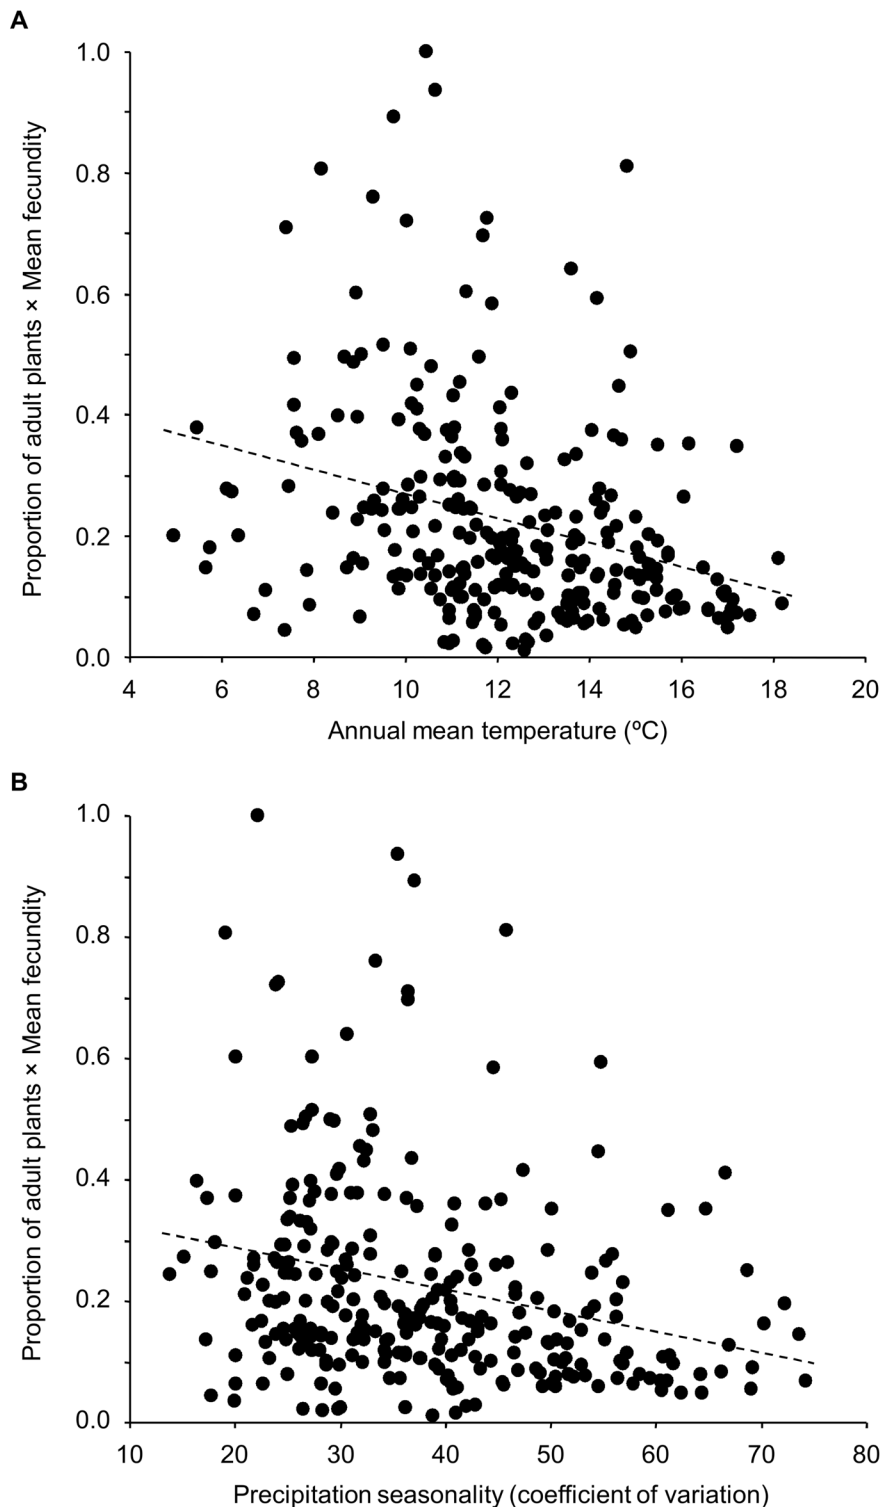 A
1.0
0.8
0.6
0.4
0.2
0.0
Proportion of adult plants × Mean fecundity
4 6 8 10 12 14 16 18 20
Annual mean temperature (ºC)
B
1.0
0.8
0.6
0.4
0.2
0.0
Proportion of adult plants × Mean fecundity
10 20 30 40 50 60 70 80
Precipitation seasonality (coefficient of variation)